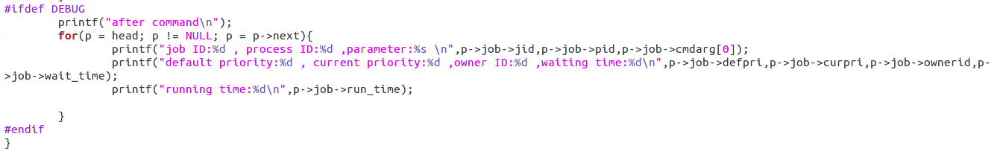 #ifdef DEBUG
        printf("after command\n");
        for(p = head; p != NULL; p = p->next){
                printf("job ID:%d , process ID:%d ,parameter:%s \n",p->job->jid,p->job->pid,p->job->cmdarg[0]);
                printf("default priority:%d , current priority:%d ,owner ID:%d ,waiting time:%d\n",p->job->defpri,p->job->curpri,p->job->ownerid,p-
>job->wait_time);
                printf("running time:%d\n",p->job->run_time);
        }
#endif
}